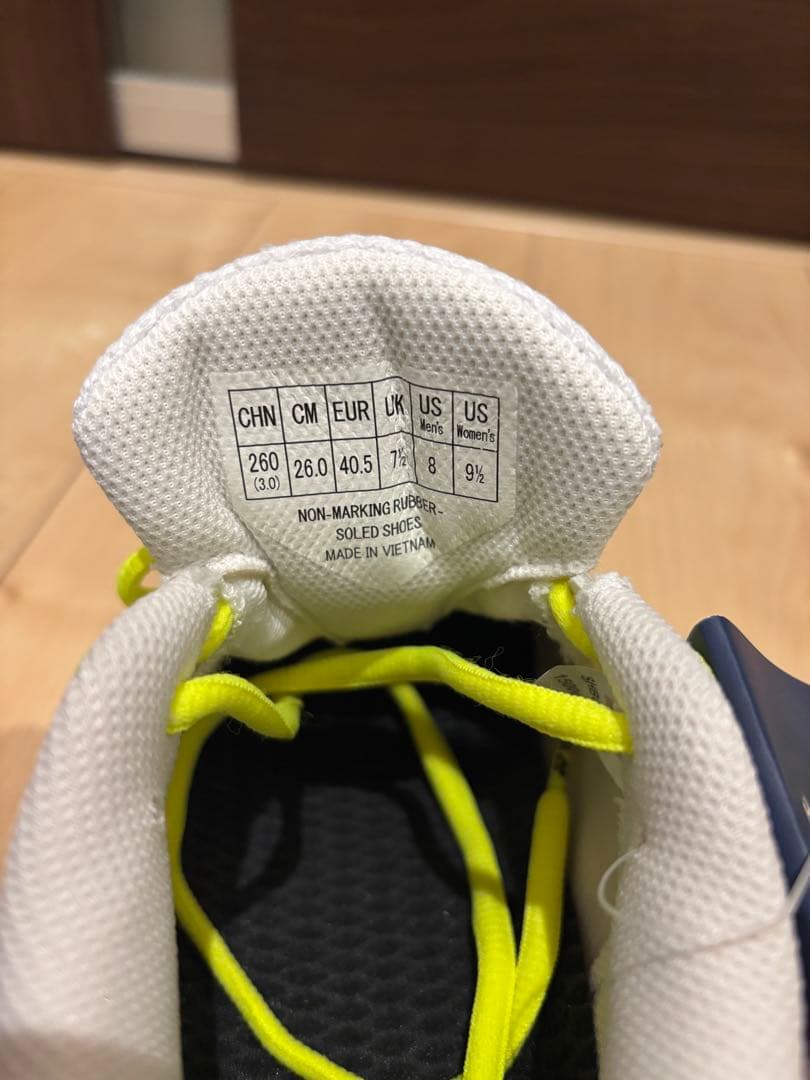 CHN CM EUR UK US Men's US Women's
260 (3.0) 26.0 40.5 7½ 8 9½
NON-MARKING RUBBER-
SOLED SHOES
MADE IN VIETNAM